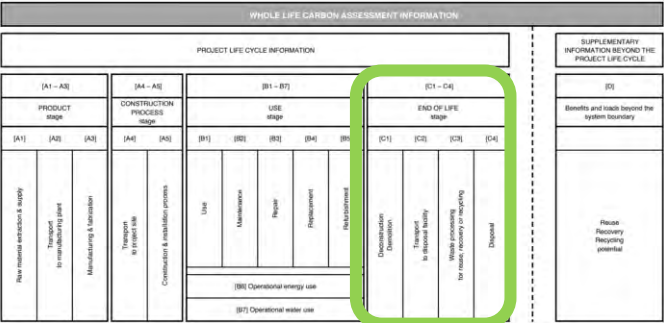 WHOLE LIFE CARBON ASSESSMENT INFORMATION
PROJECT LIFE CYCLE INFORMATION
SUPPLEMENTARY
INFORMATION BEYOND THE
PROJECT LIFE CYCLE
[A1 – A3]
[A4 – A5]
[B1 – B7]
[C1 – C4]
[D]
PRODUCT
stage
CONSTRUCTION
PROCESS
stage
USE
stage
END OF LIFE
stage
Benefits and loads beyond the
system boundary
[A1]
[A2]
[A3]
[A4]
[A5]
[B1]
[B2]
[B3]
[B4]
[B5
[C1]
[C2]
[C3]
[C4]
Raw material extraction & supply
Transport
to manufacturing plant
Manufacturing & fabrication
Transport
to project site
Construction & installation process
Use
Maintenance
Repair
Replacement
Refurbishment
Deconstruction
Demolition
Transport
to disposal facility
Waste processing
for reuse, recovery or recycling
Disposal
Reuse
Recovery
Recycling
potential
[B6] Operational energy use
[B7] Operational water use